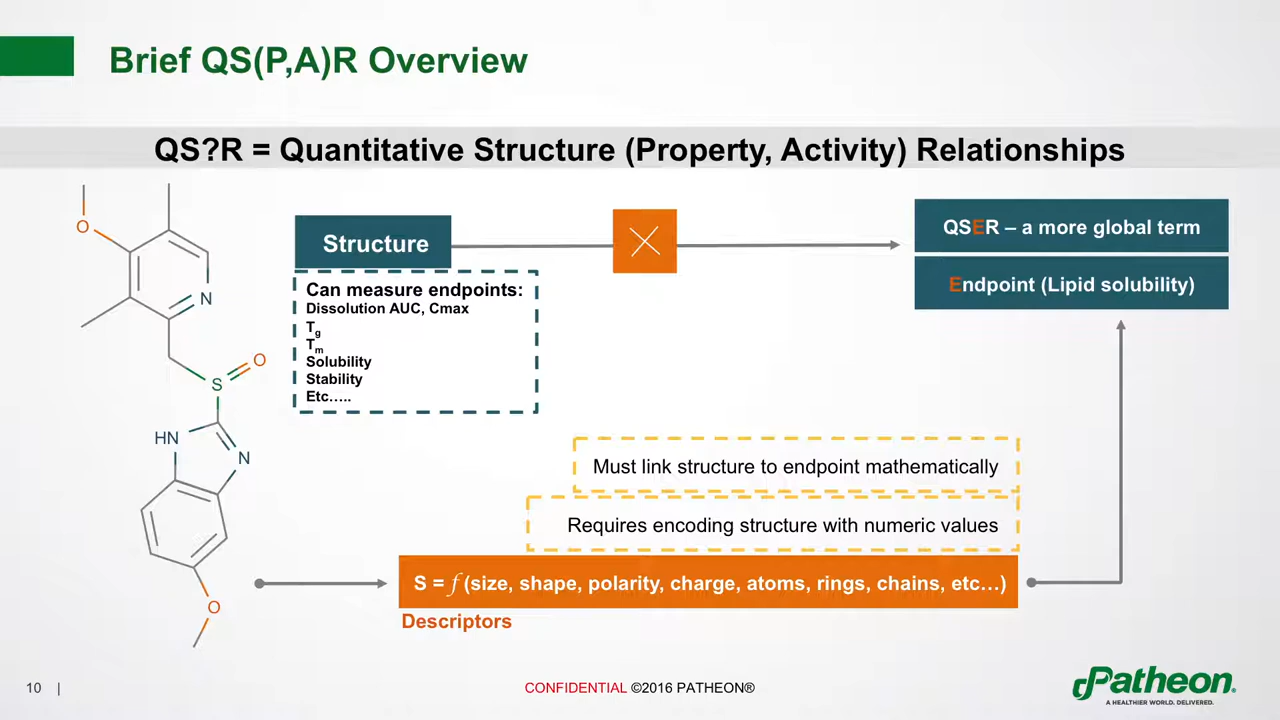 Brief QS(P,A)R Overview
QS?R = Quantitative Structure (Property, Activity) Relationships
O
N
S
O
HN
N
O
Structure
Can measure endpoints:
Dissolution AUC, Cmax
Tg
Tm
Solubility
Stability
Etc…..
QSER – a more global term
Endpoint (Lipid solubility)
Must link structure to endpoint mathematically
Requires encoding structure with numeric values
S = f (size, shape, polarity, charge, atoms, rings, chains, etc…)
Descriptors
10 |
CONFIDENTIAL ©2016 PATHEON®
Patheon®
A HEALTHIER WORLD. DELIVERED.